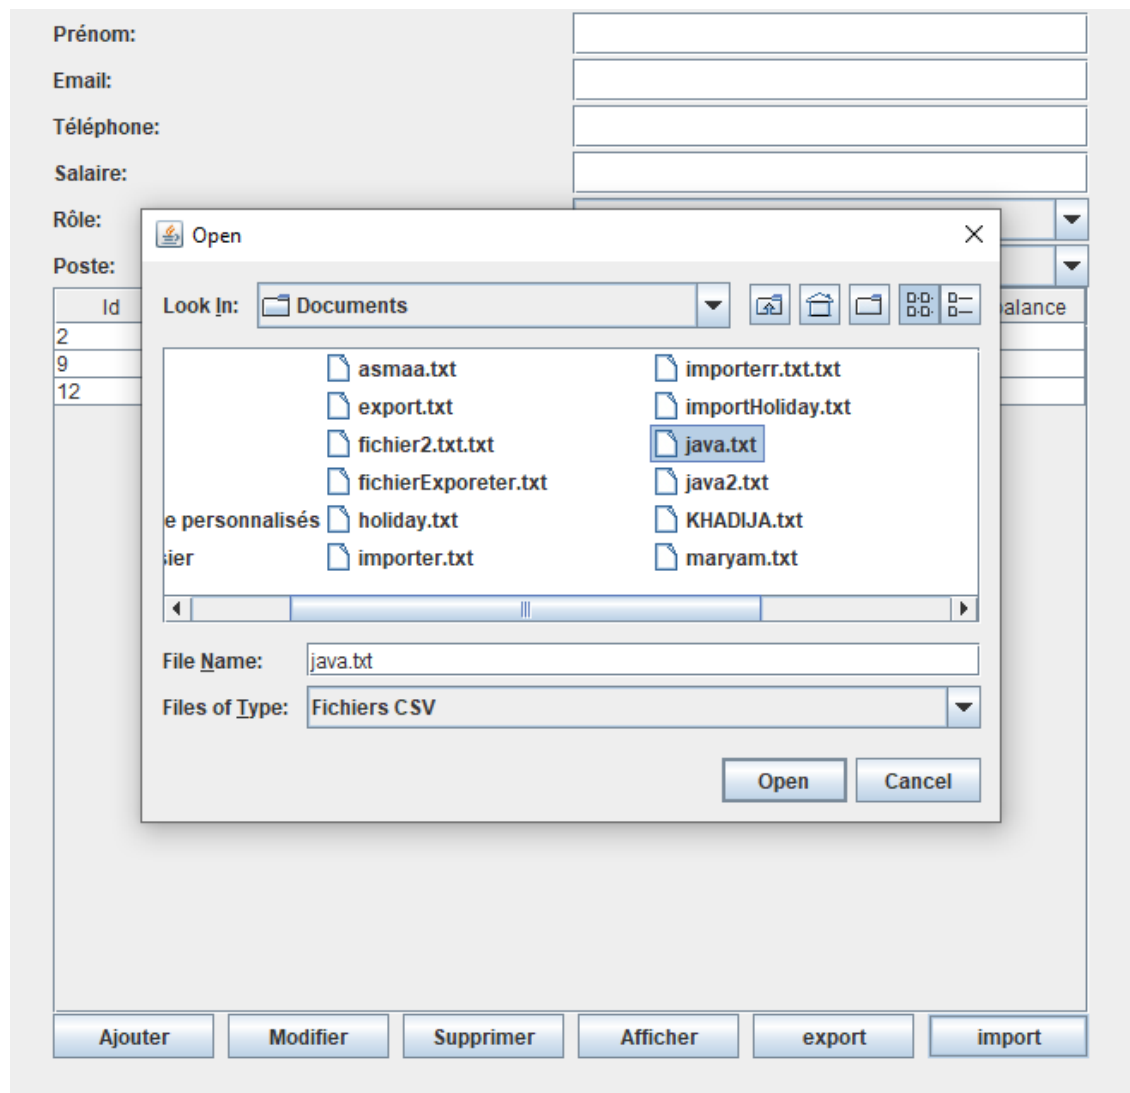 Prénom:
Email:
Téléphone:
Salaire:
Rôle:
Poste:
Id
alance
2
9
12
Open
Look In: Documents
asmaa.txt importerr.txt.txt
export.txt importHoliday.txt
fichier2.txt.txt java.txt
fichierExporeter.txt java2.txt
e personnalisés holiday.txt KHADIJA.txt
sier importer.txt maryam.txt
File Name: java.txt
Files of Type: Fichiers CSV
Open Cancel
Ajouter Modifier Supprimer Afficher export import